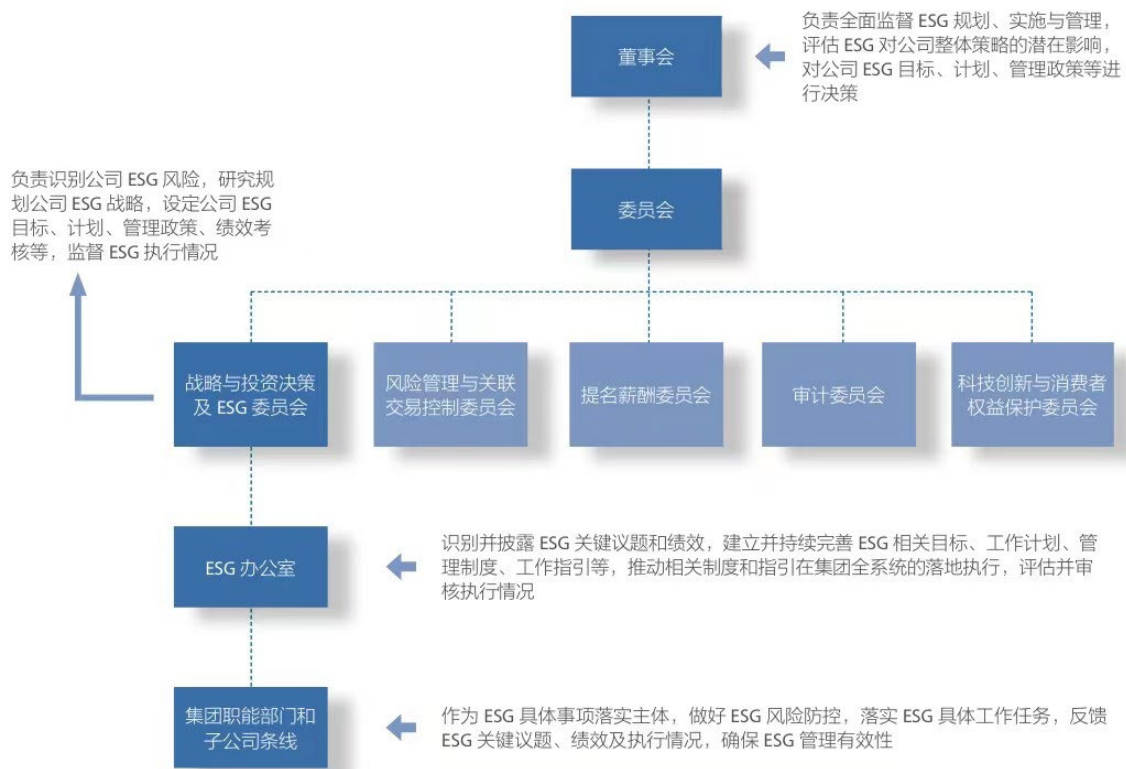 董事会
负责全面监督 ESG 规划、实施与管理，
评估 ESG 对公司整体策略的潜在影响，
对公司 ESG 目标、计划、管理政策等进
行决策
委员会
负责识别公司 ESG 风险，研究规
划公司 ESG 战略，设定公司 ESG
目标、计划、管理政策、绩效考
核等，监督 ESG 执行情况
战略与投资决策
及 ESG 委员会
风险管理与关联
交易控制委员会
提名薪酬委员会
审计委员会
科技创新与消费者
权益保护委员会
ESG 办公室
识别并披露 ESG 关键议题和绩效，建立并持续完善 ESG 相关目标、工作计划、管
理制度、工作指引等，推动相关制度和指引在集团全系统的落地执行，评估并审
核执行情况
集团职能部门和
子公司条线
作为 ESG 具体事项落实主体，做好 ESG 风险防控，落实 ESG 具体工作任务，反馈
ESG 关键议题、绩效及执行情况，确保 ESG 管理有效性